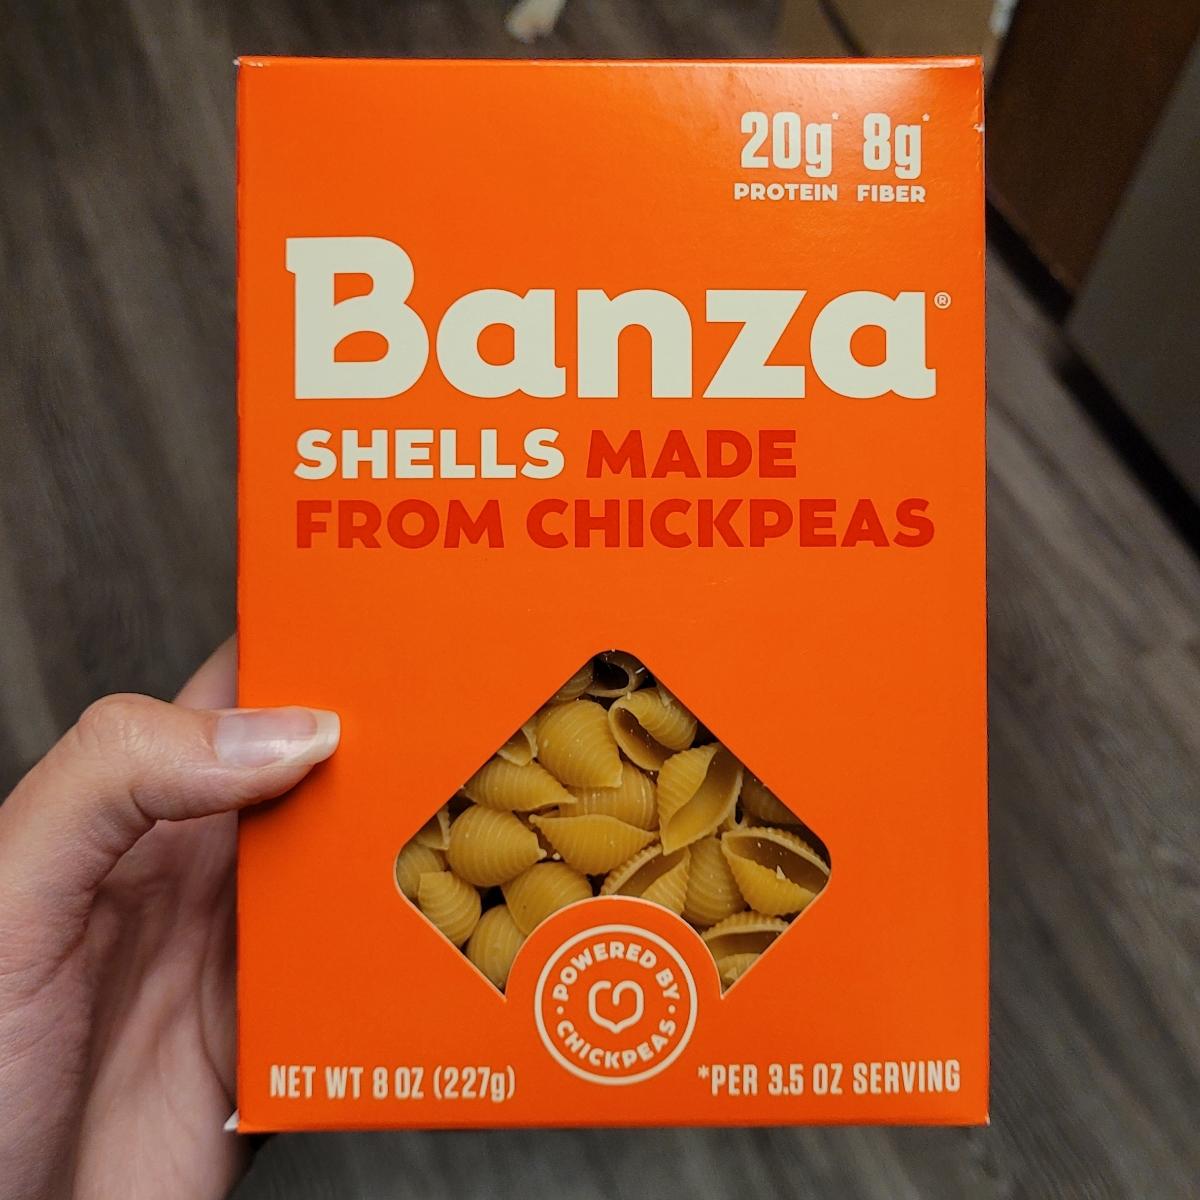 20g* 8g*
PROTEIN FIBER
Banza®
SHELLS MADE
FROM CHICKPEAS
POWERED BY
• CHICKPEAS •
NET WT 8 OZ (227g)
*PER 3.5 OZ SERVING